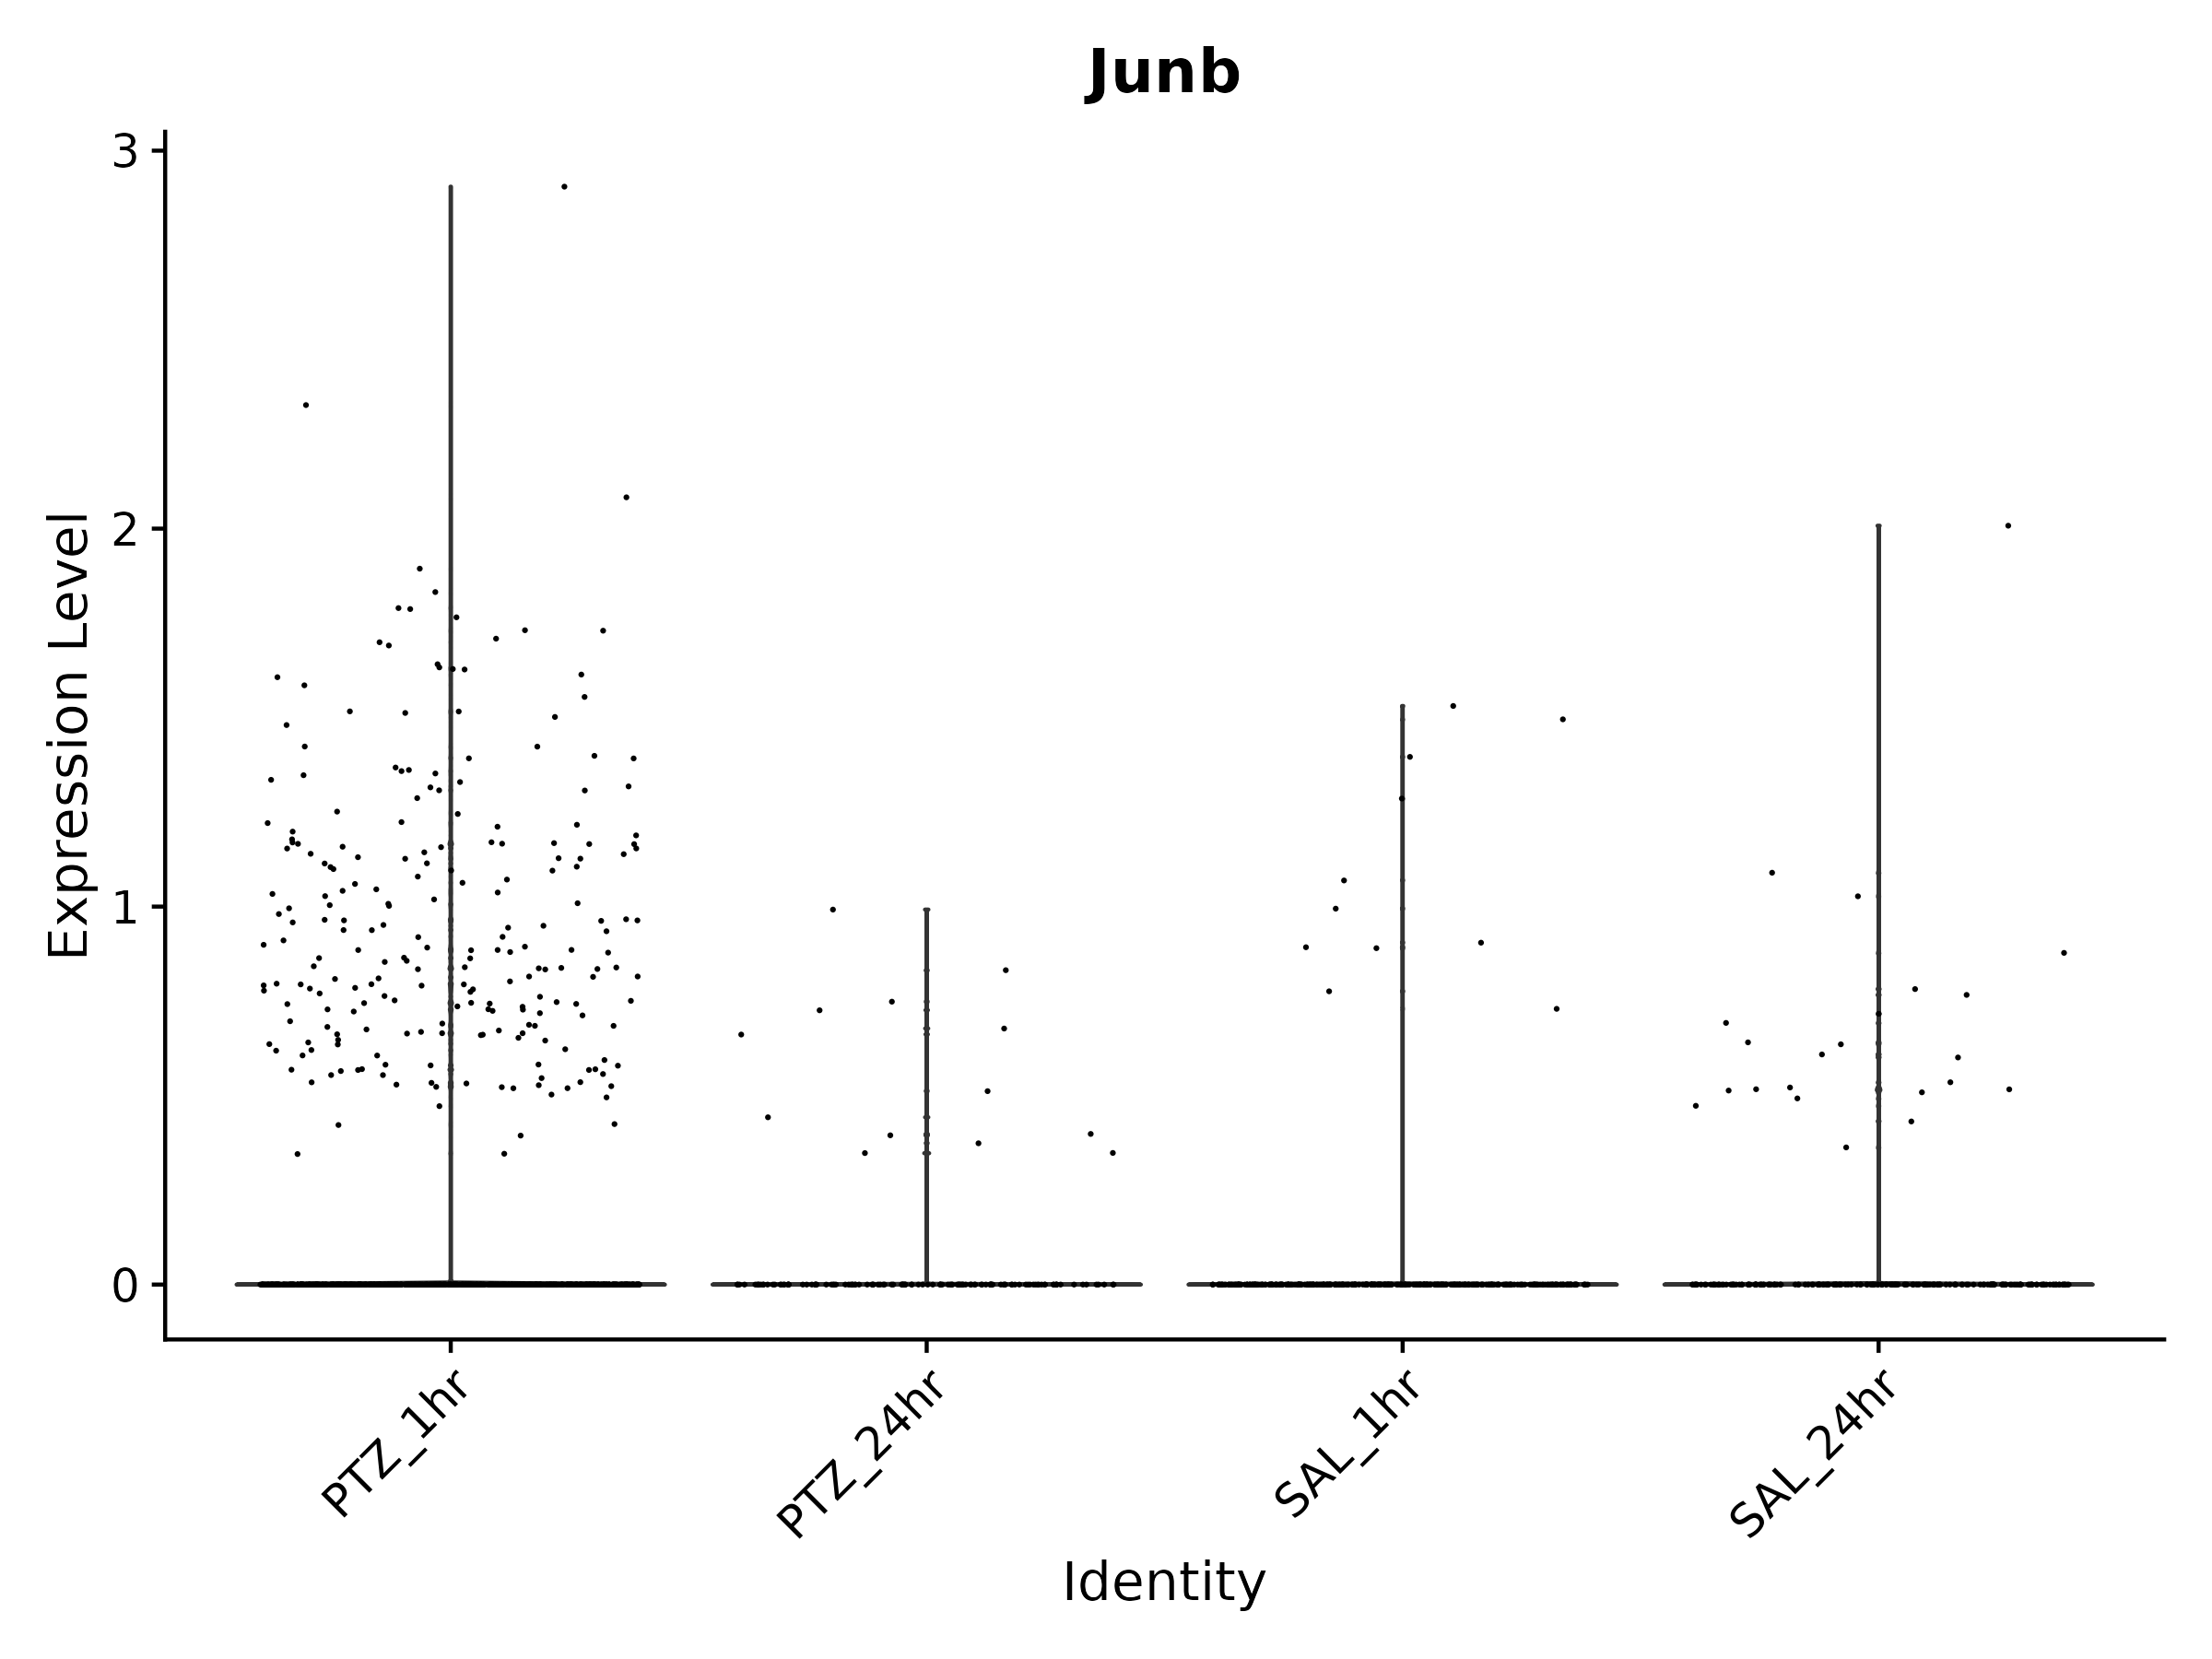 Junb
Expression Level
3
2
1
0
PTZ_1hr
PTZ_24hr
SAL_1hr
SAL_24hr
Identity